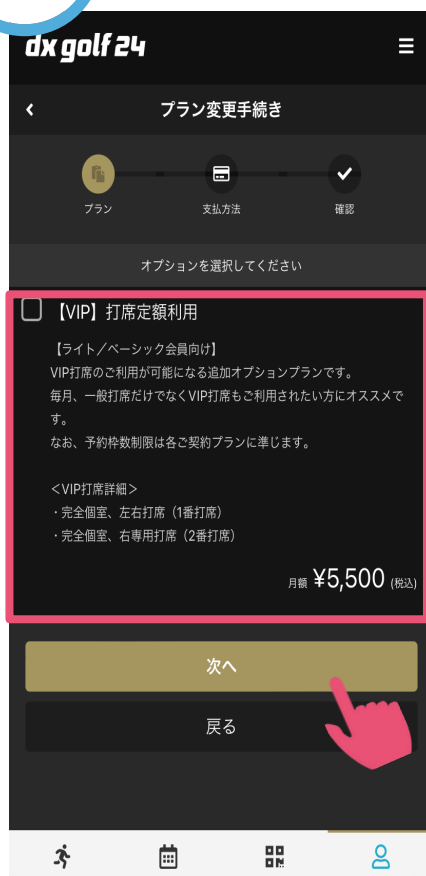 dx golf 24
プラン変更手続き
プラン
支払方法
確認
オプションを選択してください
【VIP】打席定額利用
【ライト／ベーシック会員向け】
VIP打席のご利用が可能になる追加オプションプランです。
毎月、一般打席だけでなくVIP打席もご利用されたい方にオススメで
す。
なお、予約枠数制限は各ご契約プランに準じます。
＜VIP打席詳細＞
・完全個室、左右打席（1番打席）
・完全個室、右専用打席（2番打席）
月額 ¥5,500 (税込)
次へ
戻る